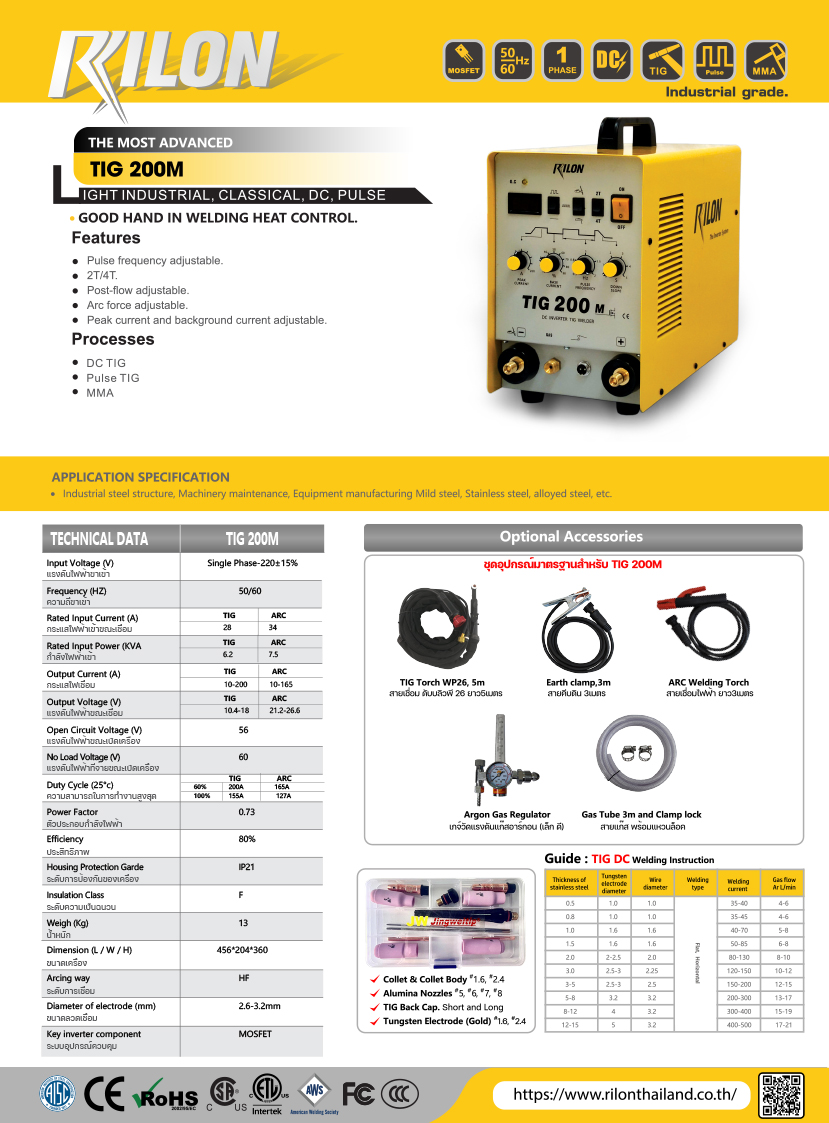 RILON
MOSFET
50 60 Hz
1 PHASE
DC
TIG
Pulse
MMA
Industrial grade.
THE MOST ADVANCED
TIG 200M
LIGHT INDUSTRIAL, CLASSICAL, DC, PULSE
• GOOD HAND IN WELDING HEAT CONTROL.
Features
● Pulse frequency adjustable.
● 2T/4T.
● Post-flow adjustable.
● Arc force adjustable.
● Peak current and background current adjustable.
Processes
● DC TIG
● Pulse TIG
● MMA
RILON
O.C
2T
4T
ON
OFF
PEAK CURRENT
BASE CURRENT
PULSE FREQUENCY
DOWN SLOPE
TIG 200 M
DC INVERTER TIG WELDER
CE
GAS
RILON
The Inverter System
APPLICATION SPECIFICATION
• Industrial steel structure, Machinery maintenance, Equipment manufacturing Mild steel, Stainless steel, alloyed steel, etc.
TECHNICAL DATA TIG 200M
Input Voltage (V) Single Phase-220±15%
แรงดันไฟฟ้าขาเข้า
Frequency (HZ) 50/60
ความถี่ขาเข้า
Rated Input Current (A) TIG ARC
กระแสไฟฟ้าเข้าขณะเชื่อม 28 34
Rated Input Power (KVA TIG ARC
กำลังไฟฟ้าเข้า 6.2 7.5
Output Current (A) TIG ARC
กระแสไฟเชื่อม 10-200 10-165
Output Voltage (V) TIG ARC
แรงดันไฟฟ้าขณะเชื่อม 10.4-18 21.2-26.6
Open Circuit Voltage (V) 56
แรงดันไฟฟ้าขณะเปิดเครื่อง
No Load Voltage (V) 60
แรงดันไฟฟ้าที่จ่ายขณะเปิดเครื่อง
Duty Cycle (25°c) TIG ARC
60% 200A 165A
ความสามารถในการทำงานสูงสุด 100% 155A 127A
Power Factor 0.73
ตัวประกอบกำลังไฟฟ้า
Efficiency 80%
ประสิทธิภาพ
Housing Protection Garde IP21
ระดับการป้องกันของเครื่อง
Insulation Class F
ระดับความเป็นฉนวน
Weigh (Kg) 13
น้ำหนัก
Dimension (L / W / H) 456*204*360
ขนาดเครื่อง
Arcing way HF
ระดับการเชื่อม
Diameter of electrode (mm) 2.6-3.2mm
ขนาดลวดเชื่อม
Key inverter component MOSFET
ระบบอุปกรณ์ควบคุม
Optional Accessories
ชุดอุปกรณ์มาตรฐานสำหรับ TIG 200M
TIG Torch WP26, 5m
สายเชื่อม ดับบลิวพี 26 ยาว5เมตร
Earth clamp,3m
สายคีบดิน 3เมตร
ARC Welding Torch
สายเชื่อมไฟฟ้า ยาว3เมตร
Argon Gas Regulator
เกจ์วัดแรงดันแก๊สอาร์กอน (เล็ก ดี)
Gas Tube 3m and Clamp lock
สายแก๊ส พร้อมแหวนล็อค
JW Jingweitip
Collet & Collet Body #1.6, #2.4
Alumina Nozzles #5, #6, #7, #8
TIG Back Cap. Short and Long
Tungsten Electrode (Gold) #1.6, #2.4
Guide : TIG DC Welding Instruction
Thickness of stainless steel Tungsten electrode diameter Wire diameter Welding type Welding current Gas flow Ar L/min
0.5 1.0 1.0 35-40 4-6
0.8 1.0 1.0 35-45 4-6
1.0 1.6 1.6 40-70 5-8
1.5 1.6 1.6 50-85 6-8
2.0 2-2.5 2.0 80-130 8-10
3.0 2.5-3 2.25 120-150 10-12
3-5 2.5-3 2.5 150-200 12-15
5-8 3.2 3.2 200-300 13-17
8-12 4 3.2 300-400 15-19
12-15 5 3.2 400-500 17-21
Flat, Horizontal
AISC
CE
RoHS
2002/95/EC
C SA US
C ETL US
Intertek
AWS
American Welding Society
FC
CCC
https://www.rilonthailand.co.th/